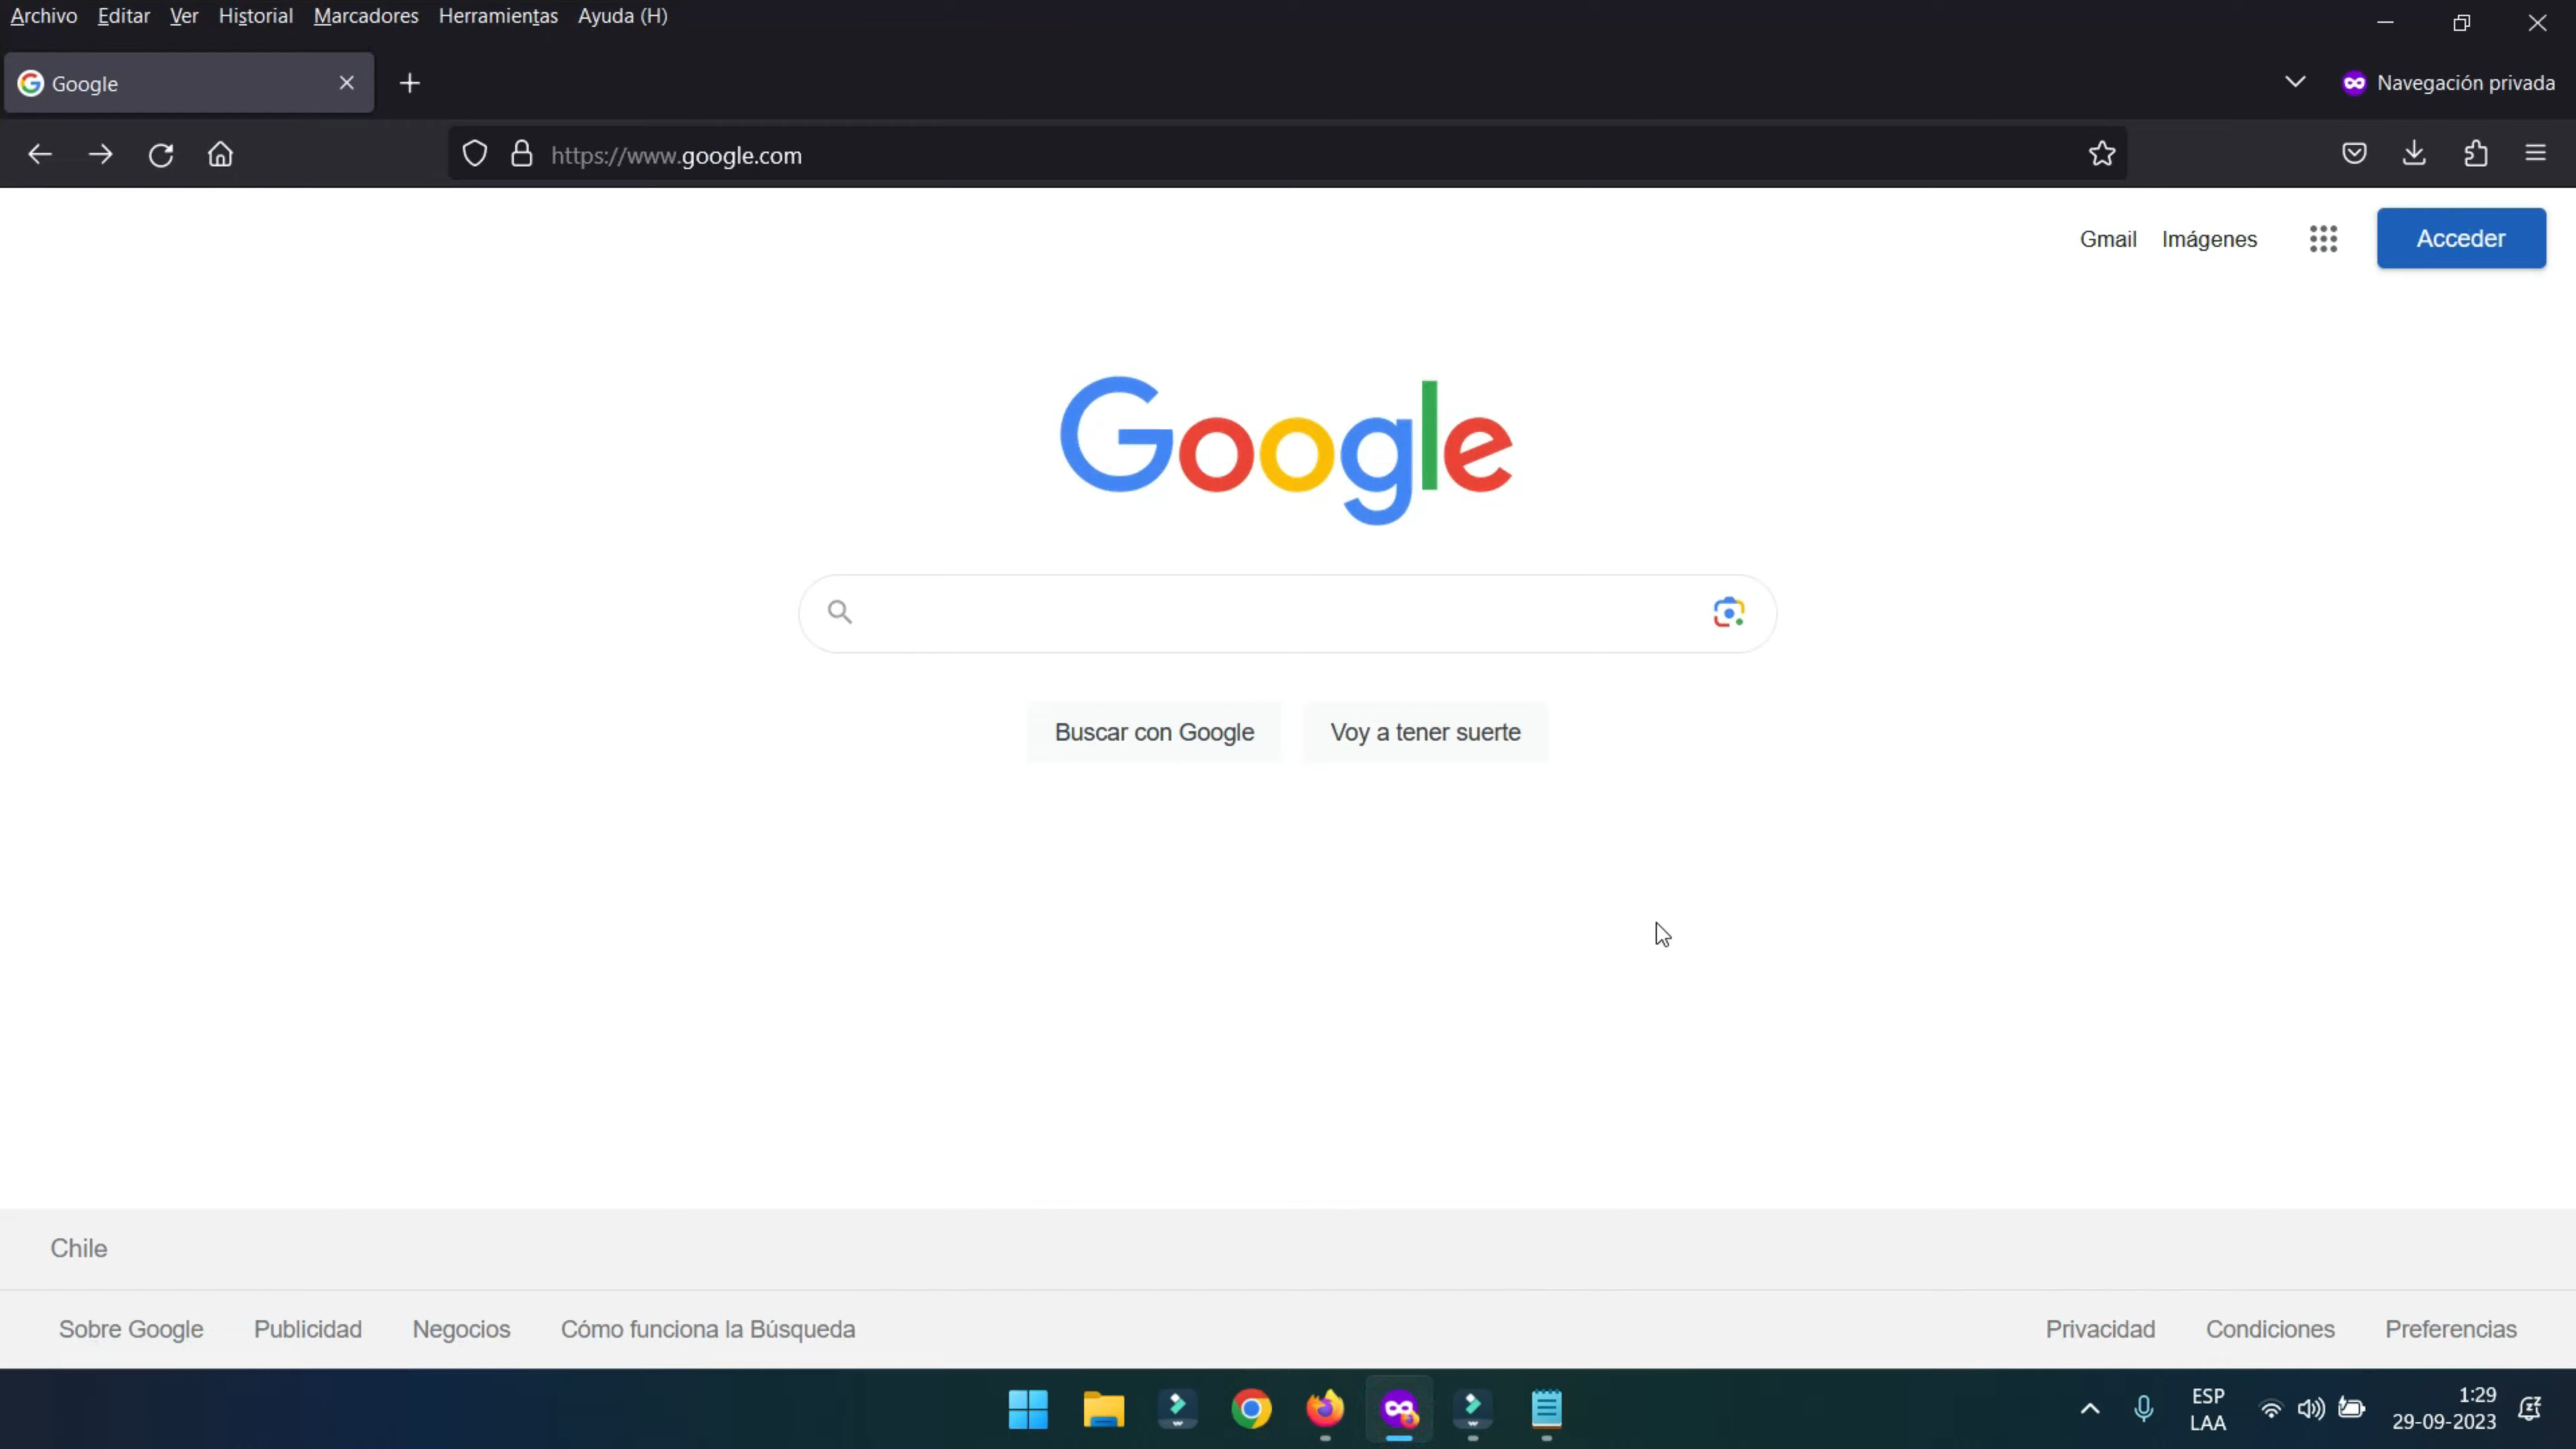 Archivo Editar Ver Historial Marcadores Herramientas Ayuda (H)
Google
Navegación privada
https://www.google.com
Gmail Imágenes Acceder
Google
Buscar con Google Voy a tener suerte
Chile
Sobre Google Publicidad Negocios Cómo funciona la Búsqueda Privacidad Condiciones Preferencias
ESP 1:29
LAA 29-09-2023